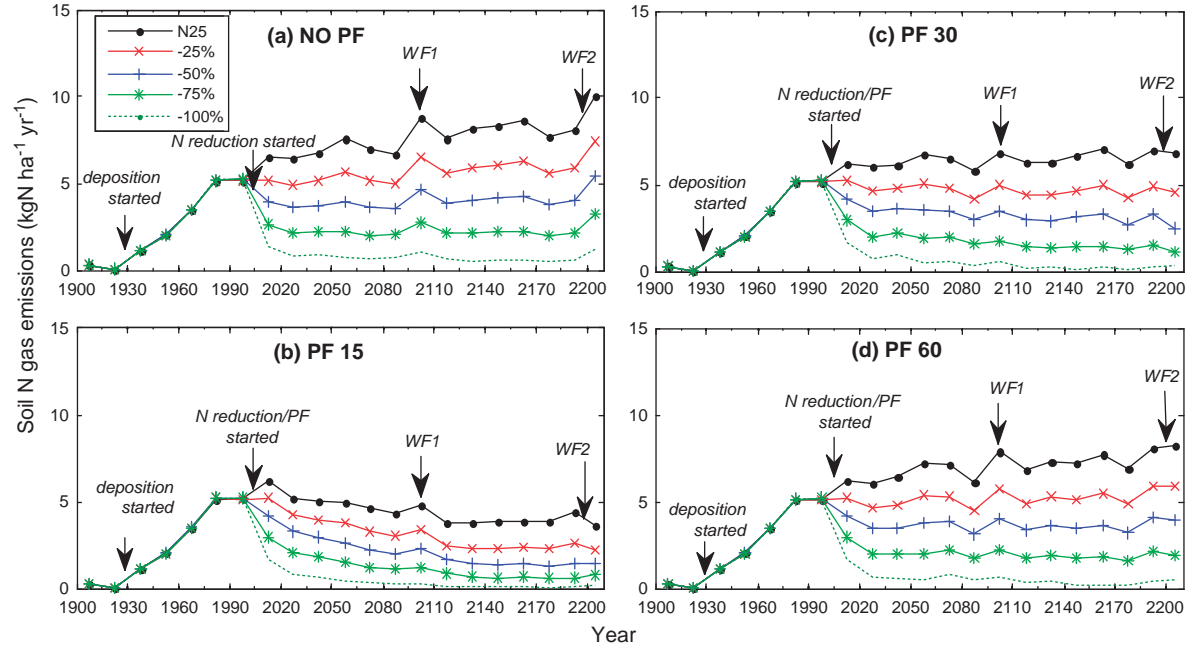 Soil N gas emissions (kgN ha⁻¹ yr⁻¹)
Year
(a) NO PF
N25
-25%
-50%
-75%
-100%
deposition
started
N reduction started
WF1
WF2
15
10
5
0
1900 1930 1960 1990 2020 2050 2080 2110 2140 2170 2200
(c) PF 30
deposition
started
N reduction/PF
started
WF1
WF2
15
10
5
0
1900 1930 1960 1990 2020 2050 2080 2110 2140 2170 2200
(b) PF 15
deposition
started
N reduction/PF
started
WF1
WF2
15
10
5
0
1900 1930 1960 1990 2020 2050 2080 2110 2140 2170 2200
(d) PF 60
deposition
started
N reduction/PF
started
WF1
WF2
15
10
5
0
1900 1930 1960 1990 2020 2050 2080 2110 2140 2170 2200